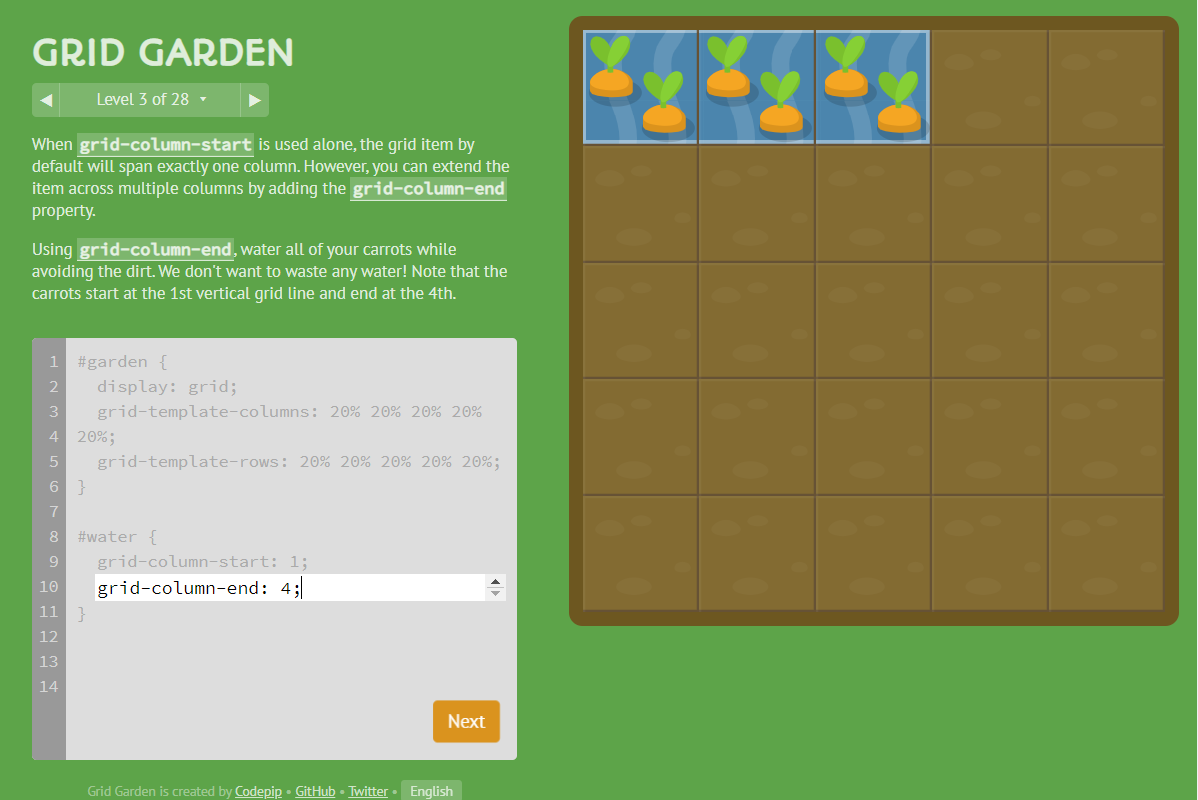 GRID GARDEN
Level 3 of 28
When grid-column-start is used alone, the grid item by
default will span exactly one column. However, you can extend the
item across multiple columns by adding the grid-column-end
property.
Using grid-column-end, water all of your carrots while
avoiding the dirt. We don't want to waste any water! Note that the
carrots start at the 1st vertical grid line and end at the 4th.
1 #garden {
2 display: grid;
3 grid-template-columns: 20% 20% 20% 20%
4 20%;
5 grid-template-rows: 20% 20% 20% 20% 20%;
6 }
7
8 #water {
9 grid-column-start: 1;
10 grid-column-end: 4;
11 }
12
13
14
Next
Grid Garden is created by Codepip • GitHub • Twitter • English